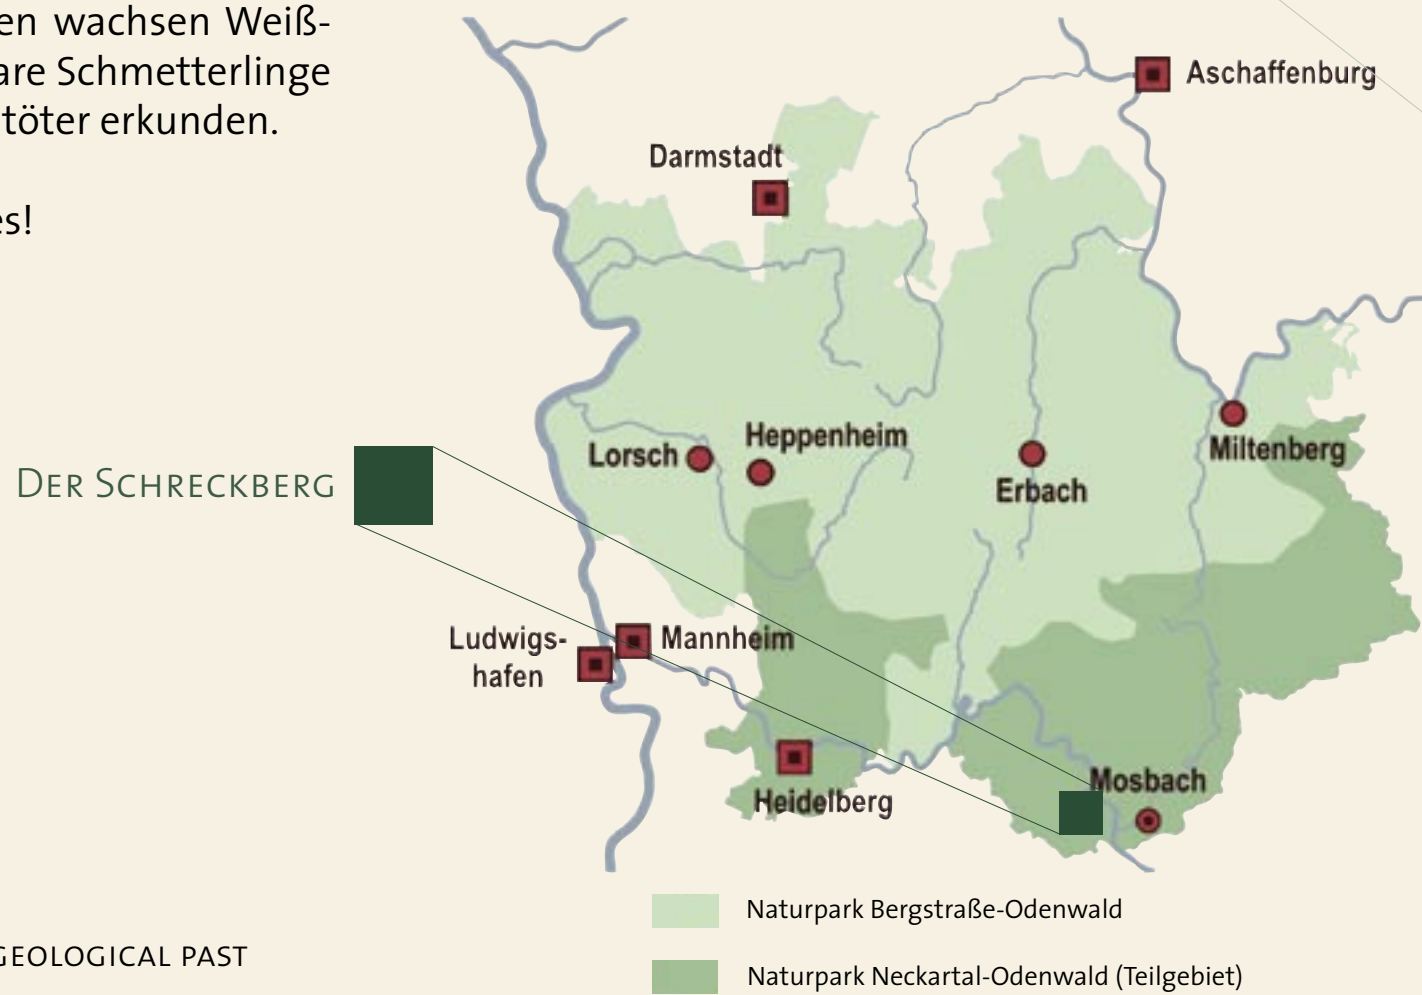 en wachsen Weiß-
are Schmetterlinge
töter erkunden.
es!
Aschaffenburg
Darmstadt
Heppenheim
Lorsch
Miltenberg
Erbach
Der Schreckberg
Ludwigs-
hafen
Mannheim
Mosbach
Heidelberg
Naturpark Bergstraße-Odenwald
Naturpark Neckartal-Odenwald (Teilgebiet)
GEOLOGICAL PAST